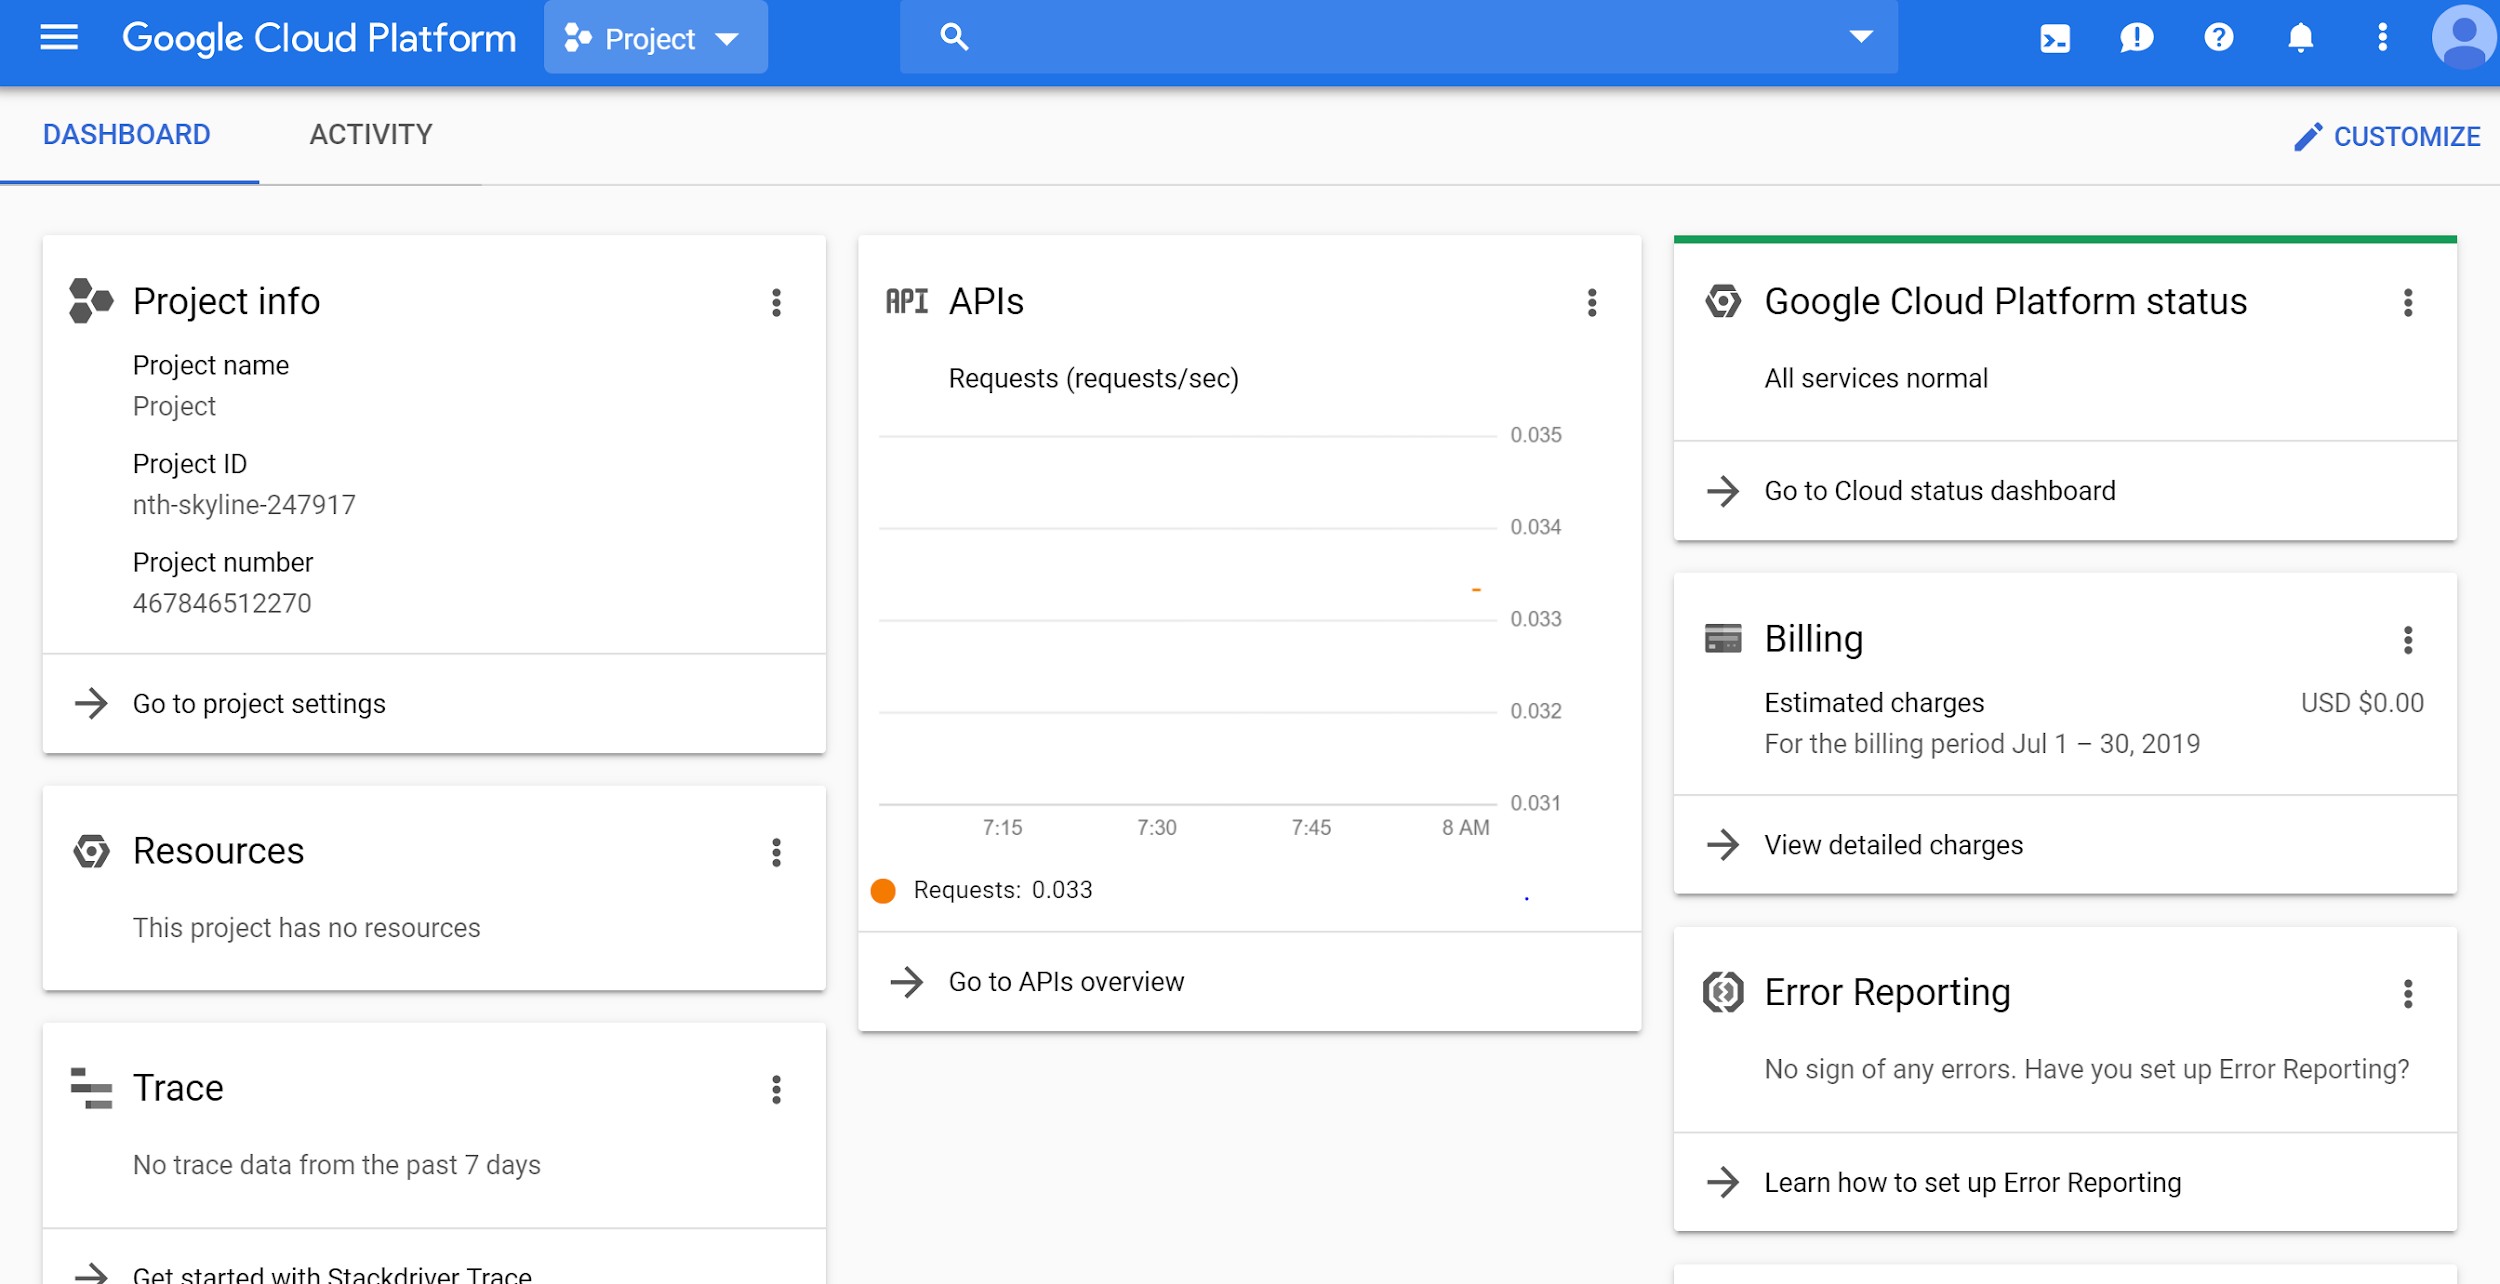 Google Cloud Platform
Project
DASHBOARD
ACTIVITY
CUSTOMIZE
Project info
Project name
Project
Project ID
nth-skyline-247917
Project number
467846512270
Go to project settings
Resources
This project has no resources
Trace
No trace data from the past 7 days
Get started with Stackdriver Trace
API APIs
Requests (requests/sec)
0.035
0.034
0.033
0.032
0.031
7:15 7:30 7:45 8 AM
Requests: 0.033
Go to APIs overview
Google Cloud Platform status
All services normal
Go to Cloud status dashboard
Billing
Estimated charges USD $0.00
For the billing period Jul 1 – 30, 2019
View detailed charges
Error Reporting
No sign of any errors. Have you set up Error Reporting?
Learn how to set up Error Reporting